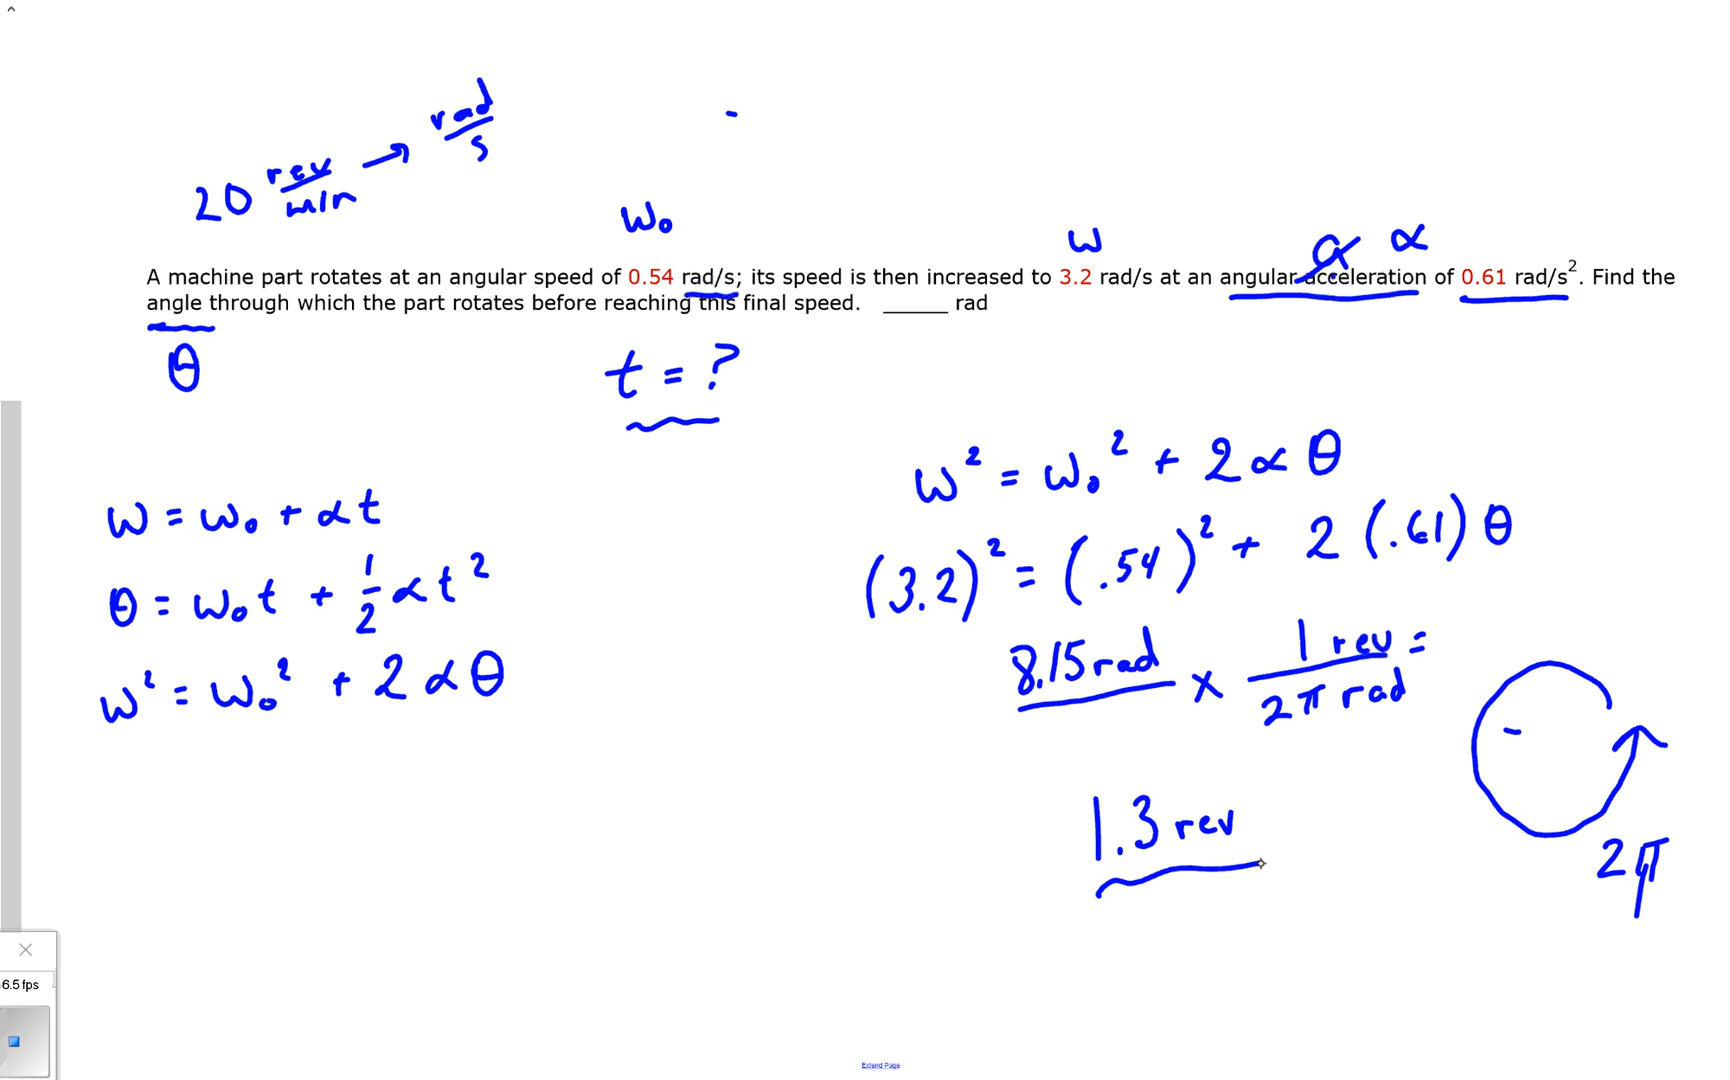 20 rev/min → rad/s
ω₀
ω
a α
A machine part rotates at an angular speed of 0.54 rad/s; its speed is then increased to 3.2 rad/s at an angular acceleration of 0.61 rad/s². Find the
angle through which the part rotates before reaching this final speed. ______ rad
θ
t = ?
ω = ω₀ + αt
θ = ω₀t + 1/2 αt²
ω² = ω₀² + 2αθ
ω² = ω₀² + 2αθ
(3.2)² = (.54)² + 2(.61)θ
8.15 rad × 1 rev/2π rad =
1.3 rev
2π
6.5 fps
Extend Page